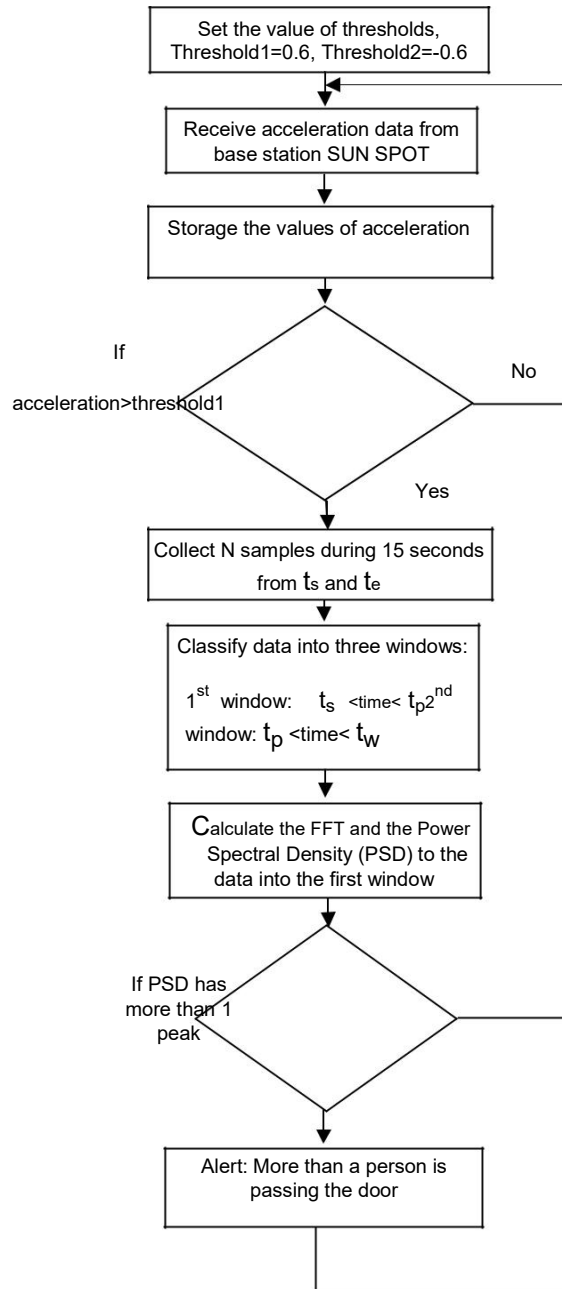 Set the value of thresholds,
Threshold1=0.6, Threshold2=-0.6
Receive acceleration data from
base station SUN SPOT
Storage the values of acceleration
If
acceleration>threshold1
No
Yes
Collect N samples during 15 seconds
from ts and te
Classify data into three windows:
1st window: ts <time< tp2nd
window: tp <time< tw
Calculate the FFT and the Power
Spectral Density (PSD) to the
data into the first window
If PSD has
more than 1
peak
Alert: More than a person is
passing the door